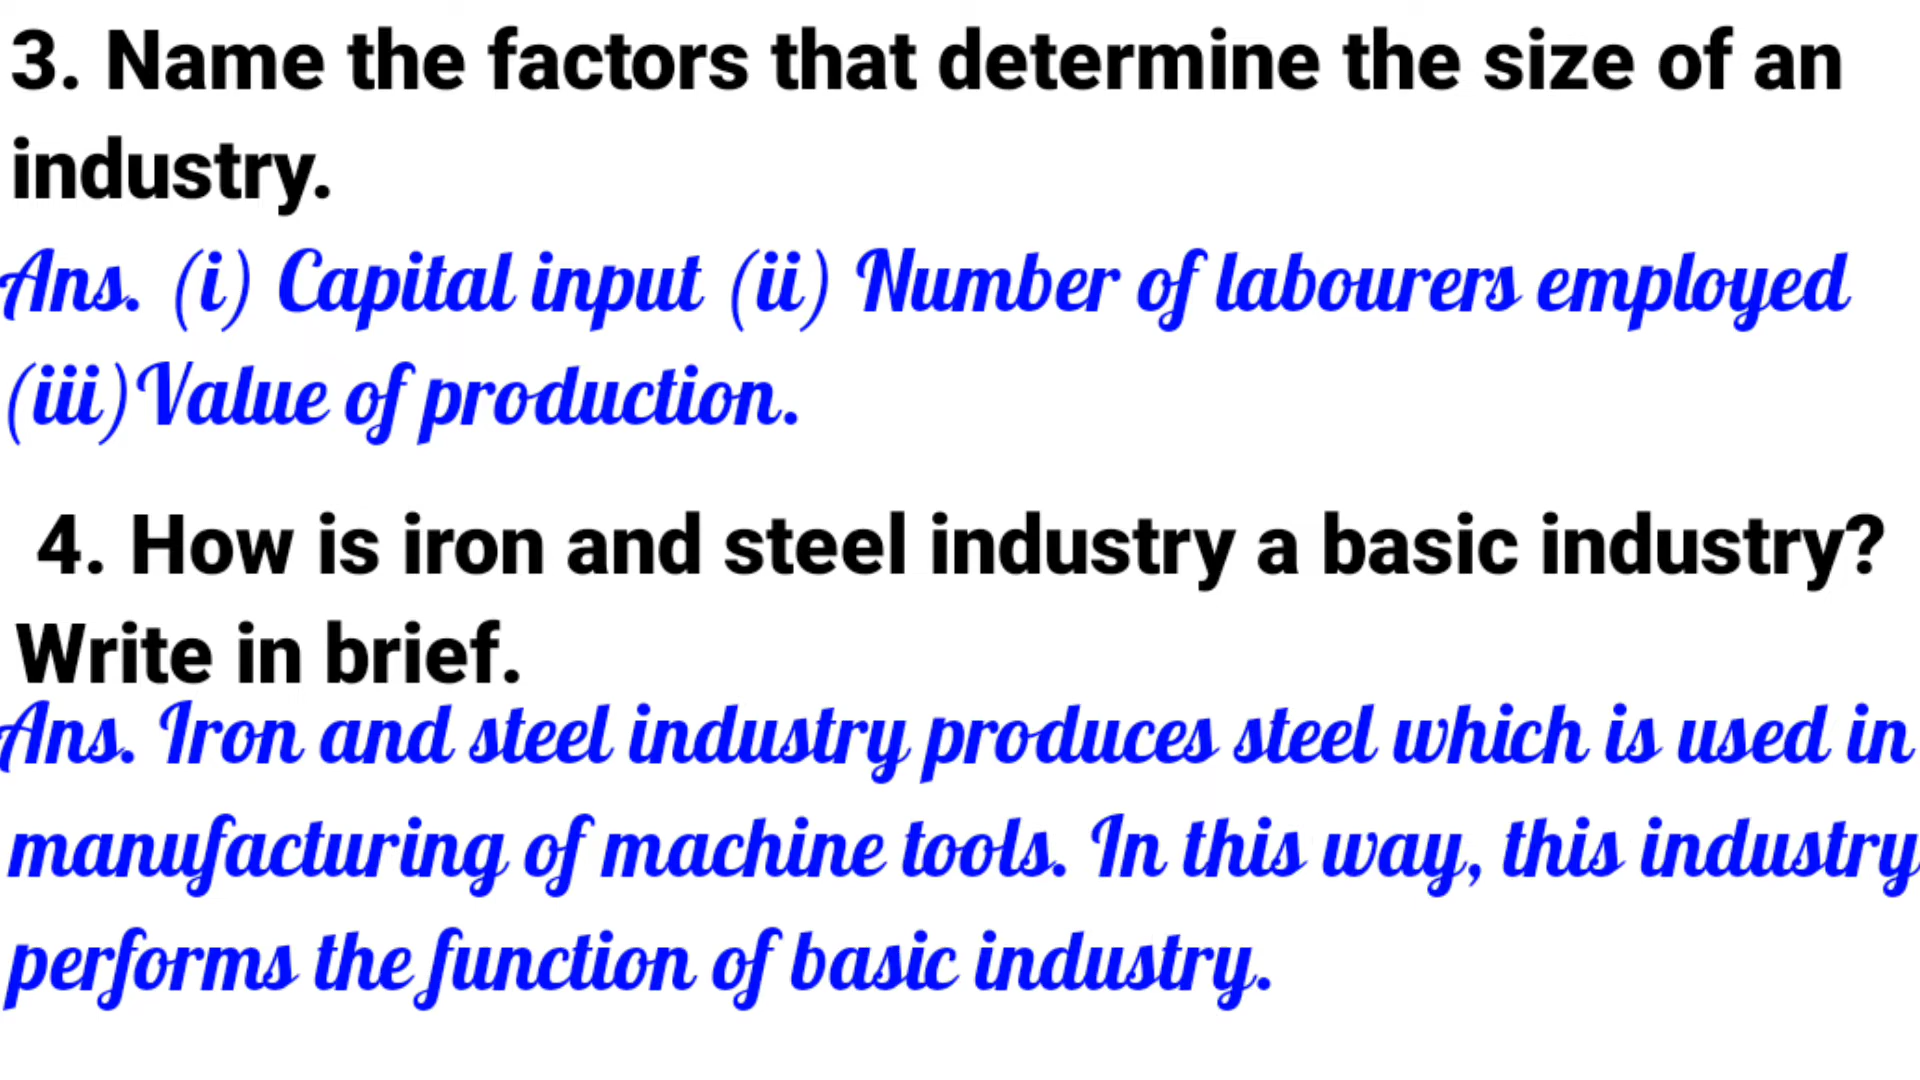 3. Name the factors that determine the size of an
industry.
Ans. (i) Capital input (ii) Number of labourers employed
(iii)Value of production.
4. How is iron and steel industry a basic industry?
Write in brief.
Ans. Iron and steel industry produces steel which is used in
manufacturing of machine tools. In this way, this industry
performs the function of basic industry.